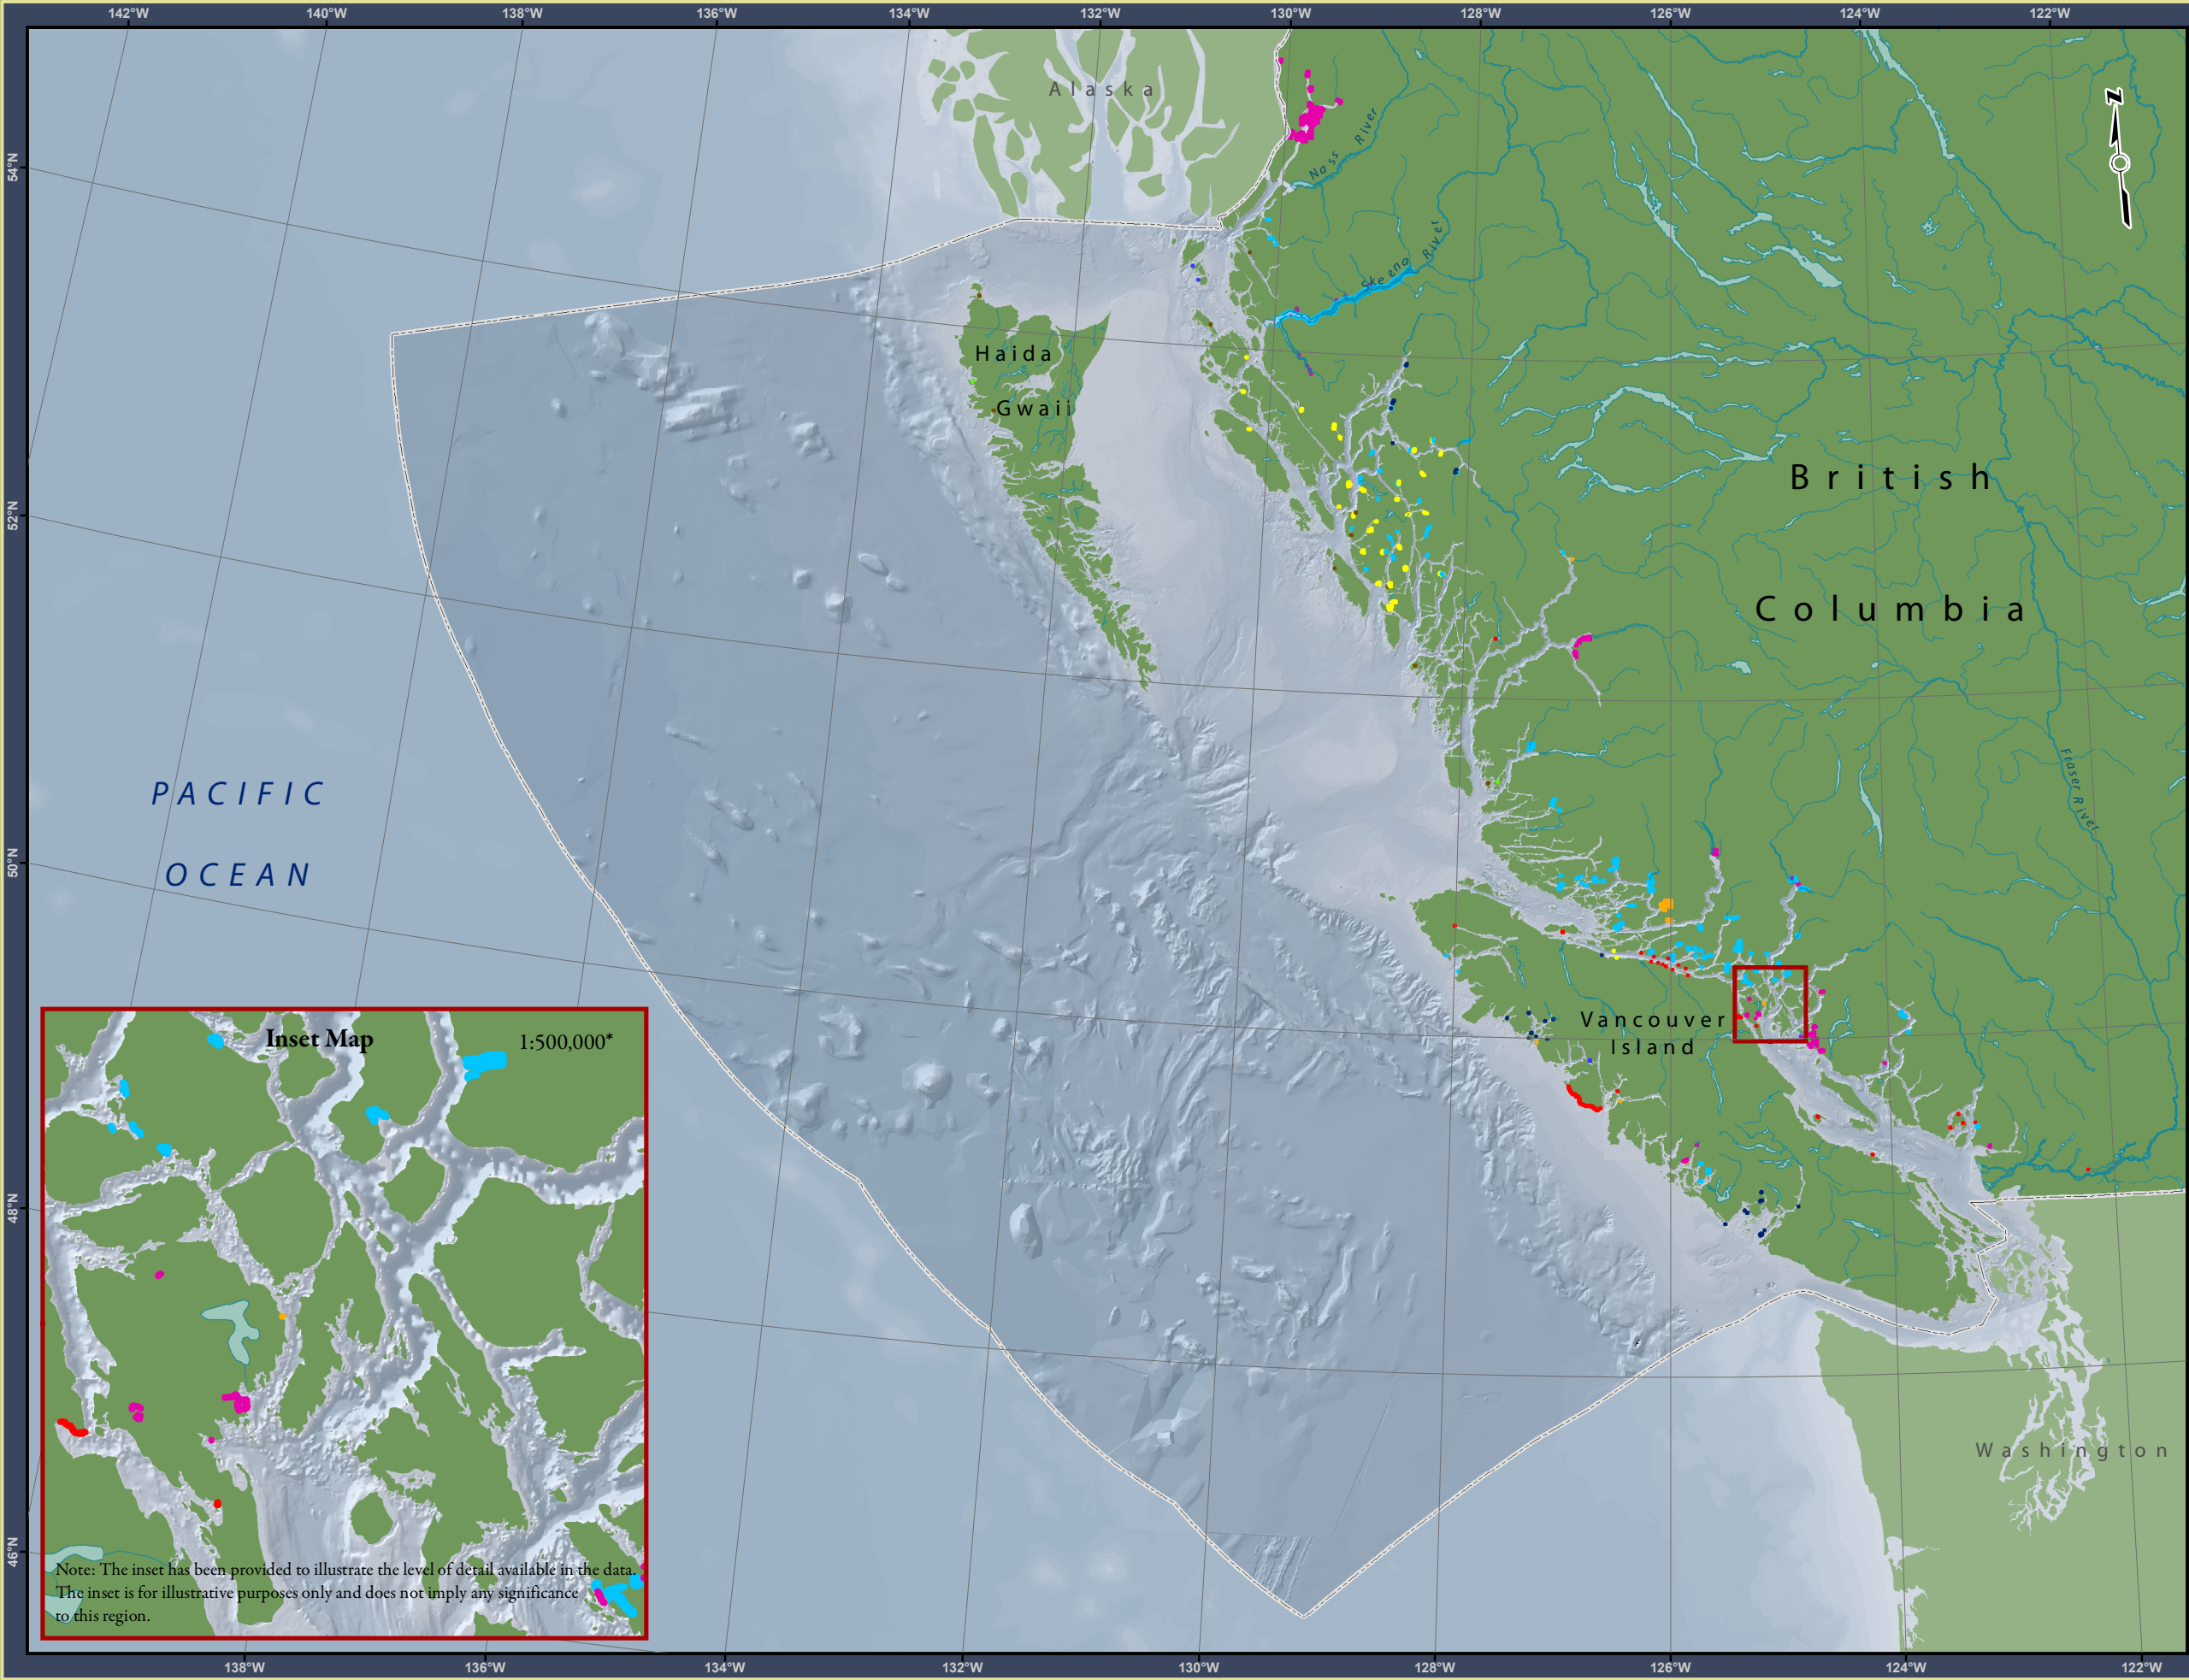 142°W 140°W 138°W 136°W 134°W 132°W 130°W 128°W 126°W 124°W 122°W
Alaska
N
Nass River
54°N
Skeena River
Haida
Gwaii
British
52°N
Columbia
Fraser River
PACIFIC
50°N
OCEAN
Vancouver
Island
Inset Map
1:500,000*
48°N
Washington
46°N
Note: The inset has been provided to illustrate the level of detail available in the data.
The inset is for illustrative purposes only and does not imply any significance
to this region.
138°W 136°W 134°W 132°W 130°W 128°W 126°W 124°W 122°W